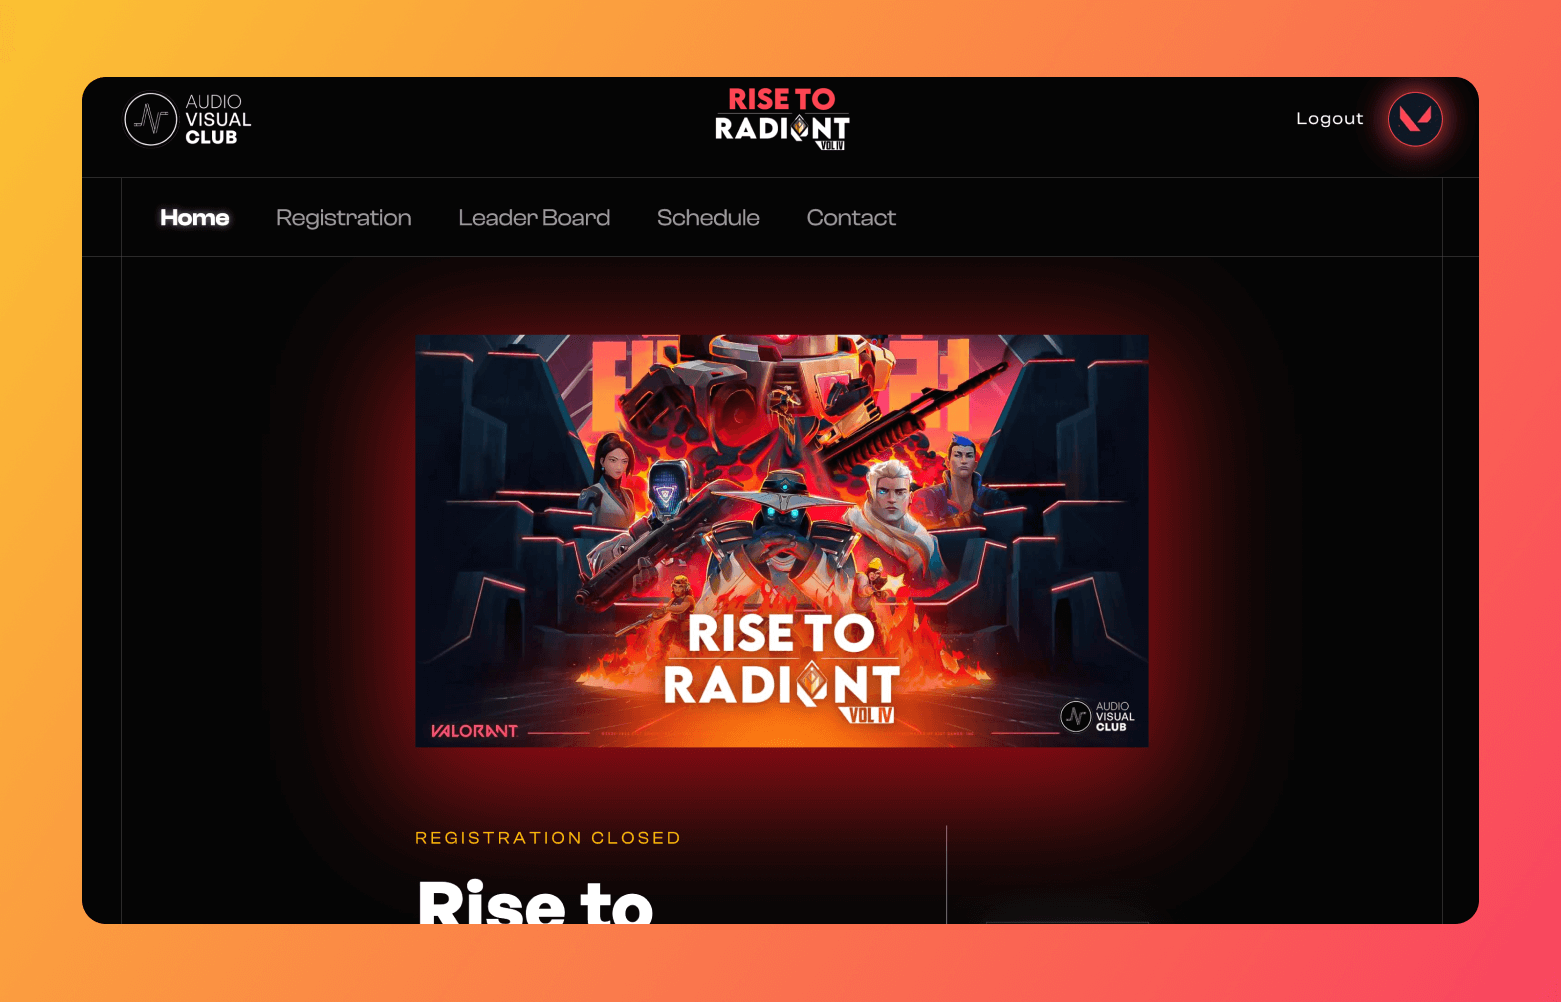 AUDIO
VISUAL
CLUB
RISE TO
RADIANT
VOL IV
Logout
Home
Registration
Leader Board
Schedule
Contact
RISE TO
RADIANT
VOL IV
VALORANT
AUDIO
VISUAL
CLUB
REGISTRATION CLOSED
Rise to